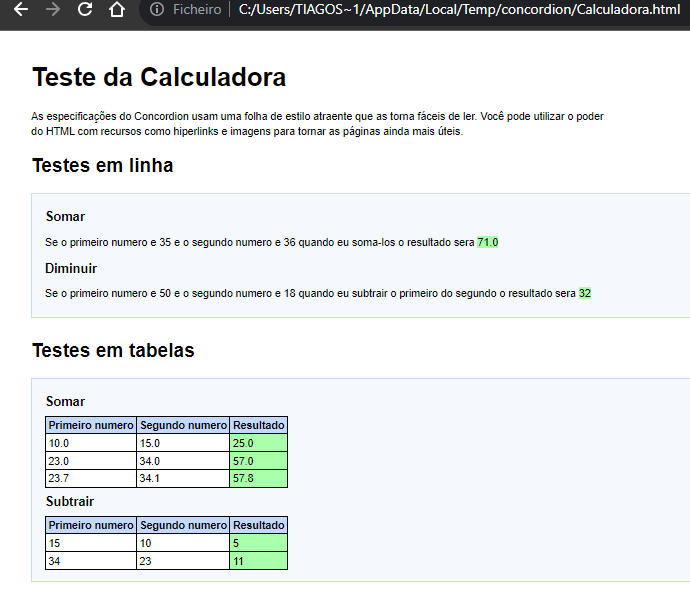 Ficheiro | C:/Users/TIAGOS~1/AppData/Local/Temp/concordion/Calculadora.html
Teste da Calculadora
As especificações do Concordion usam uma folha de estilo atraente que as torna fáceis de ler. Você pode utilizar o poder
do HTML com recursos como hiperlinks e imagens para tornar as páginas ainda mais úteis.
Testes em linha
Somar
Se o primeiro numero e 35 e o segundo numero e 36 quando eu soma-los o resultado sera 71.0
Diminuir
Se o primeiro numero e 50 e o segundo numero e 18 quando eu subtrair o primeiro do segundo o resultado sera 32
Testes em tabelas
Somar
Primeiro numero Segundo numero Resultado
10.0 15.0 25.0
23.0 34.0 57.0
23.7 34.1 57.8
Subtrair
Primeiro numero Segundo numero Resultado
15 10 5
34 23 11